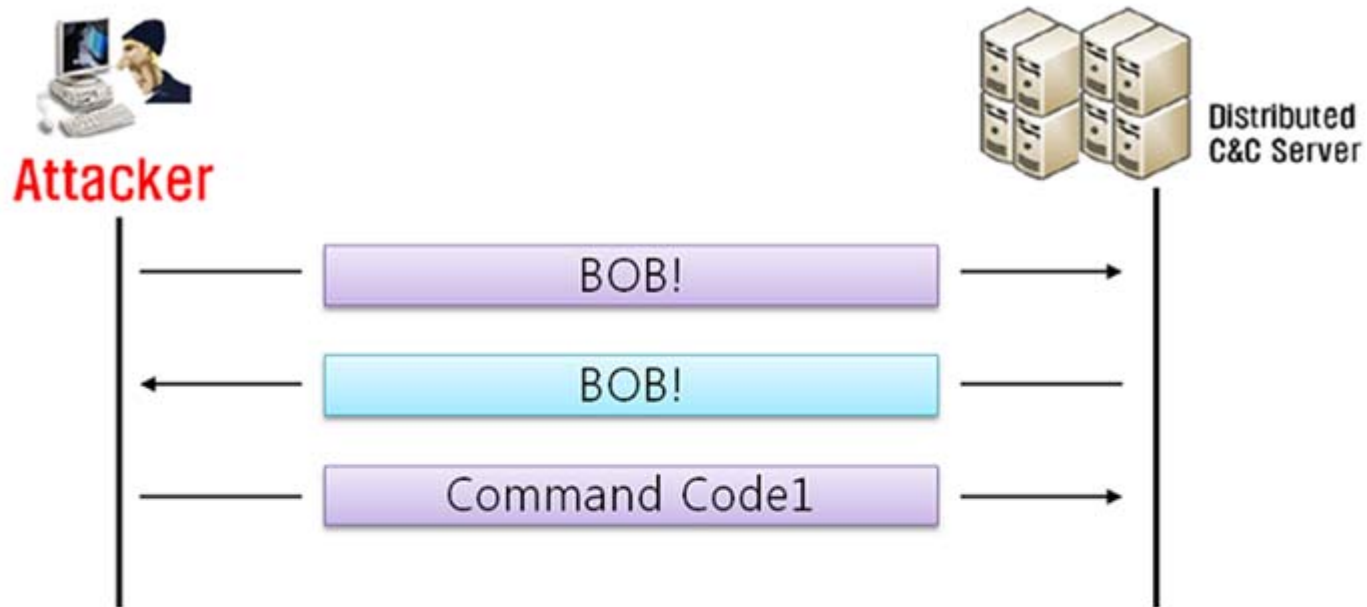 Attacker
Distributed
C&C Server
BOB!
BOB!
Command Code1